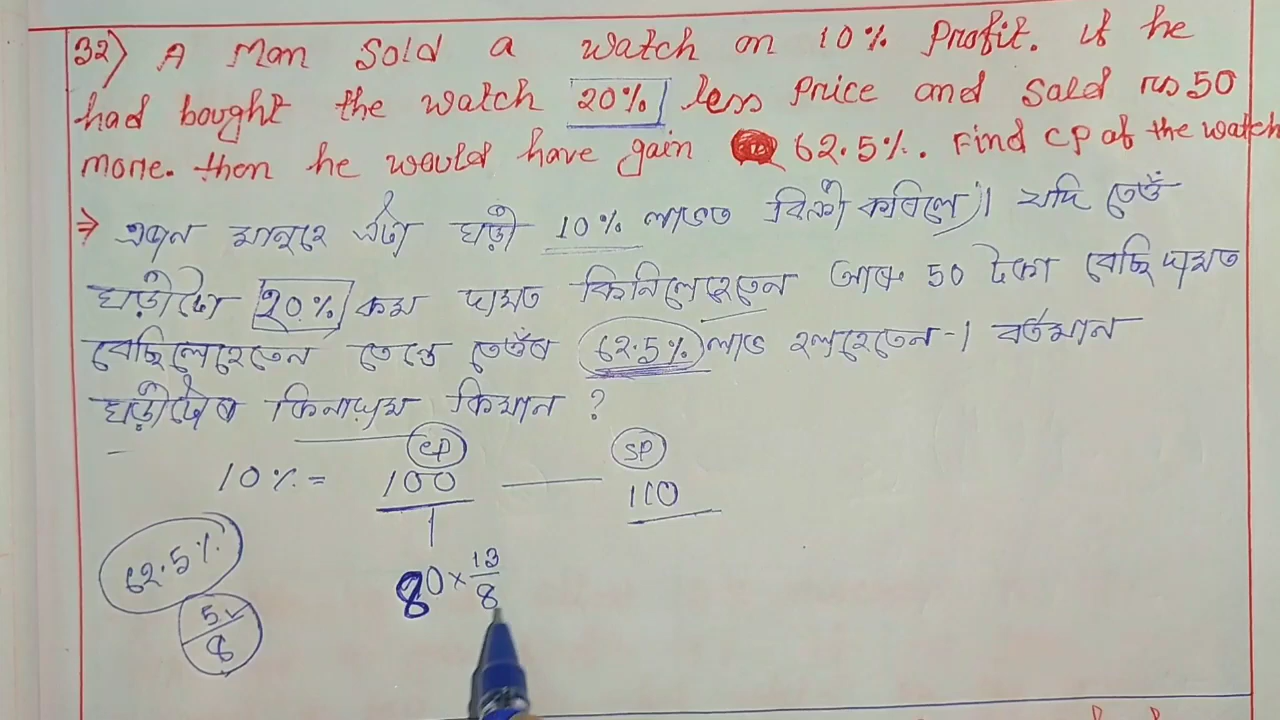 32) A Man Sold a watch on 10% Profit. if he
had bought the watch 20% less Price and Sold rs 50
more. then he would have gain 62.5%. Find CP of the watch
⇒ এজন মানুহে এটা ঘড়ী 10% লাভত বিক্ৰী কৰিলে। যদি তেওঁ
ঘড়ীটো 20% কম দামত কিনিলেহেতেন আৰু 50 টকা বেছি দামত
বেছিলেহেতেন তেন্তে তেওঁৰ 62.5% লাভ হলহেতেন। বৰ্তমান
ঘড়ীটোৰ কিনাদাম কিমান ?
CP SP
10% = 100 — 110
62.5%
80 × 13/8
5/8